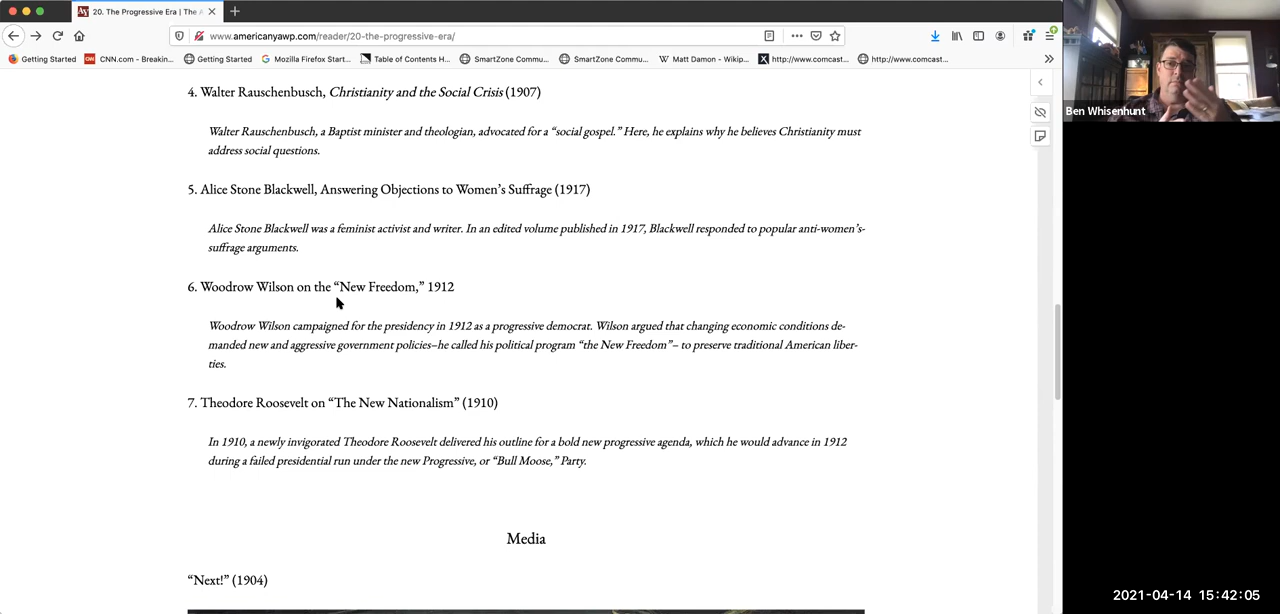 20. The Progressive Era | The A
www.americanyawp.com/reader/20-the-progressive-era/
Getting Started
CNN.com - Breakin...
Getting Started
Mozilla Firefox Start...
Table of Contents H...
SmartZone Commu...
SmartZone Commu...
Matt Damon - Wikip...
http://www.comcast...
http://www.comcast...
4. Walter Rauschenbusch, Christianity and the Social Crisis (1907)
Walter Rauschenbusch, a Baptist minister and theologian, advocated for a “social gospel.” Here, he explains why he believes Christianity must
address social questions.
5. Alice Stone Blackwell, Answering Objections to Women’s Suffrage (1917)
Alice Stone Blackwell was a feminist activist and writer. In an edited volume published in 1917, Blackwell responded to popular anti-women’s-
suffrage arguments.
6. Woodrow Wilson on the “New Freedom,” 1912
Woodrow Wilson campaigned for the presidency in 1912 as a progressive democrat. Wilson argued that changing economic conditions de-
manded new and aggressive government policies–he called his political program “the New Freedom”– to preserve traditional American liber-
ties.
7. Theodore Roosevelt on “The New Nationalism” (1910)
In 1910, a newly invigorated Theodore Roosevelt delivered his outline for a bold new progressive agenda, which he would advance in 1912
during a failed presidential run under the new Progressive, or “Bull Moose,” Party.
Media
“Next!” (1904)
Ben Whisenhunt
2021-04-14 15:42:05